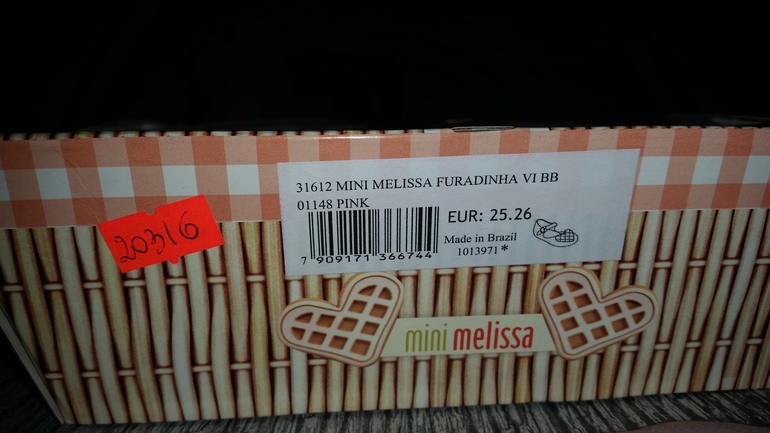 31612 MINI MELISSA FURADINHA VI BB
01148 PINK
EUR: 25.26
Made in Brazil
1013971*
7 909171 366744
20316
mini melissa